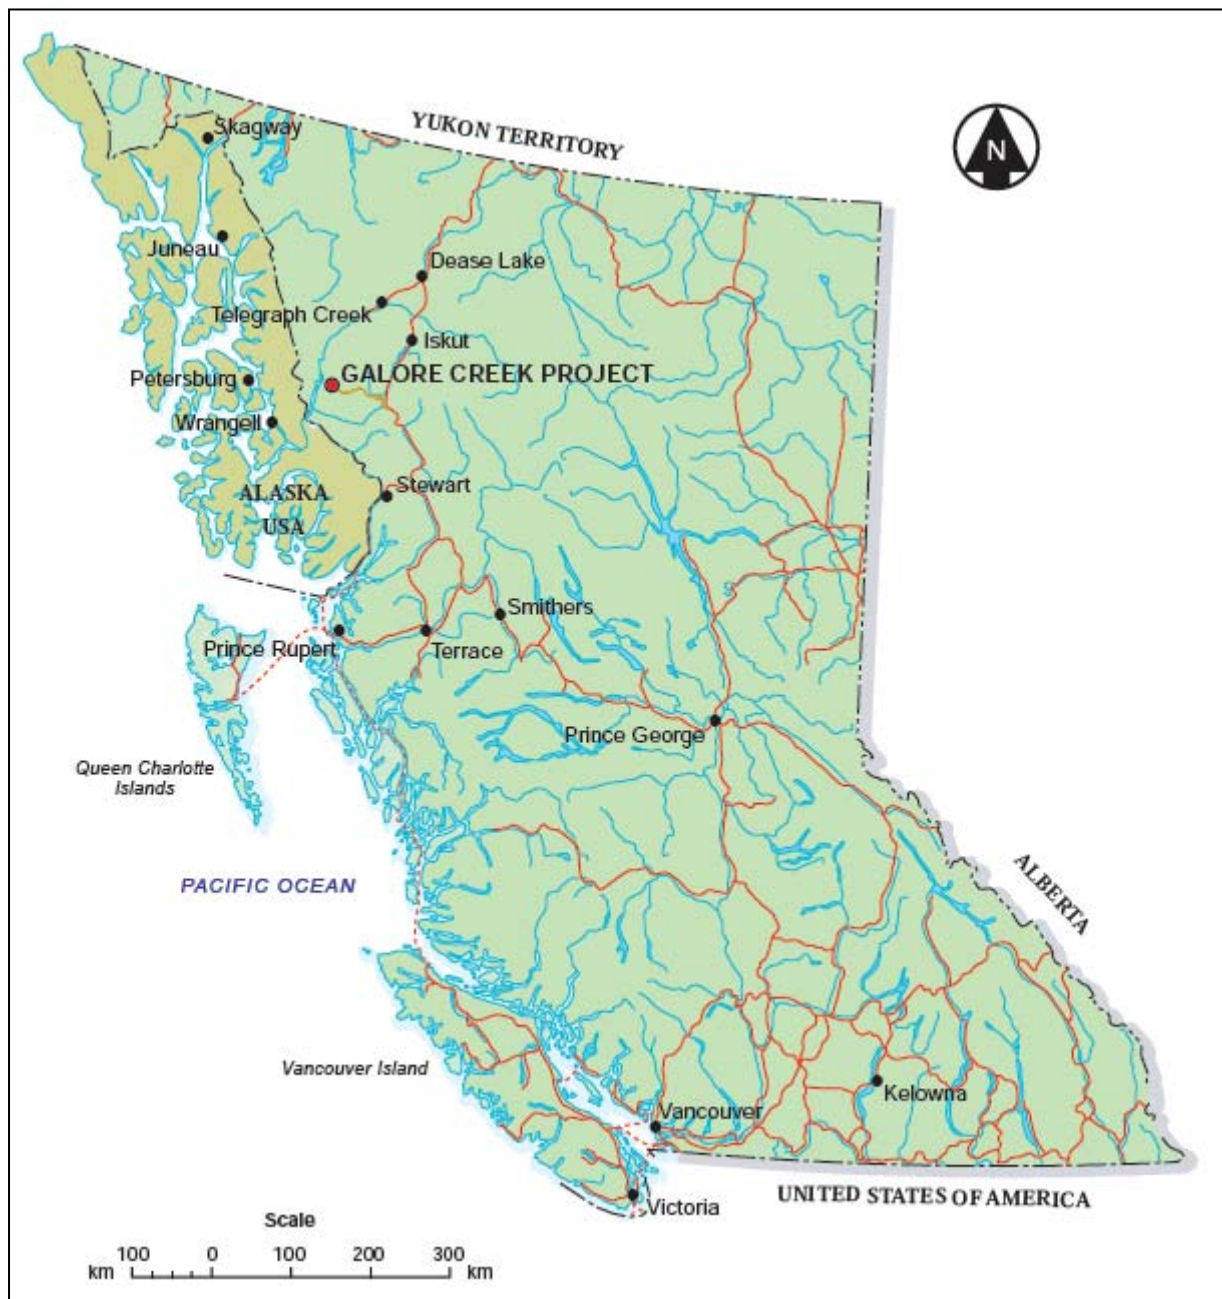 YUKON TERRITORY
N
Skagway
Juneau
Dease Lake
Telegraph Creek
Iskut
Petersburg
GALORE CREEK PROJECT
Wrangell
ALASKA
USA
Stewart
Smithers
Prince Rupert
Terrace
Prince George
Queen Charlotte
Islands
PACIFIC OCEAN
ALBERTA
Vancouver Island
Kelowna
Vancouver
UNITED STATES OF AMERICA
Victoria
Scale
100 0 100 200 300
km km